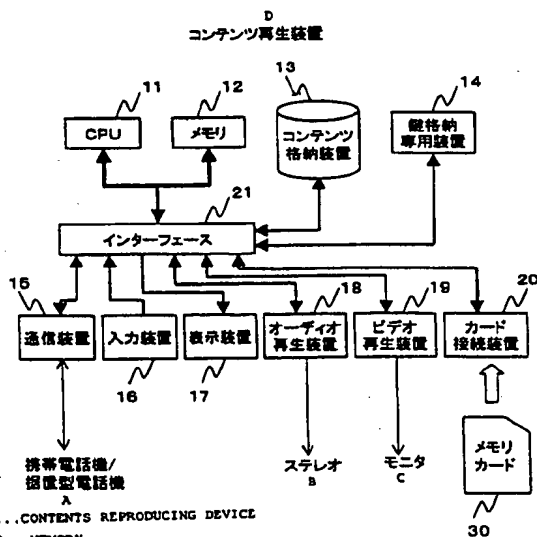 D
コンテンツ再生装置
11
12
13
14
CPU
メモリ
コンテンツ
格納装置
鍵格納
専用装置
21
インターフェース
15
18
19
20
通信装置
入力装置
表示装置
オーディオ
再生装置
ビデオ
再生装置
カード
接続装置
16
17
携帯電話機/
据置型電話機
A
ステレオ
B
モニタ
C
メモリ
カード
30
...CONTENTS REPRODUCING DEVICE